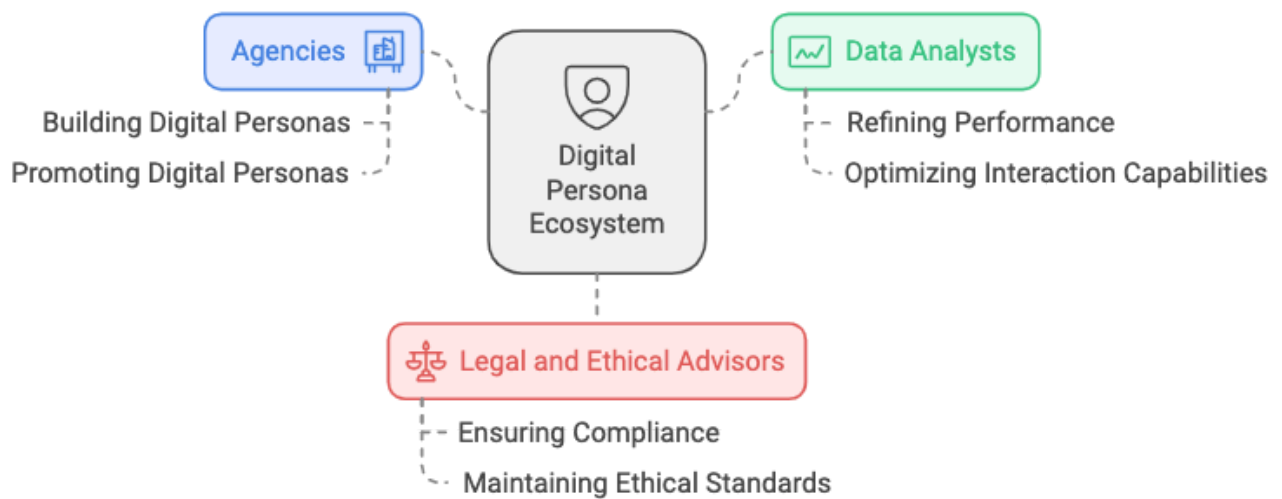 Agencies
Building Digital Personas
Promoting Digital Personas
Digital
Persona
Ecosystem
Data Analysts
Refining Performance
Optimizing Interaction Capabilities
Legal and Ethical Advisors
Ensuring Compliance
Maintaining Ethical Standards